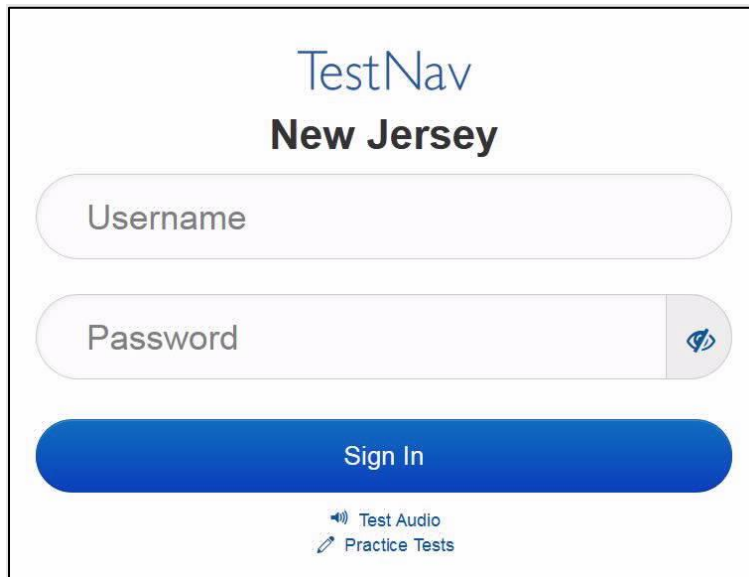 TestNav
New Jersey
Username
Password
Sign In
Test Audio
Practice Tests